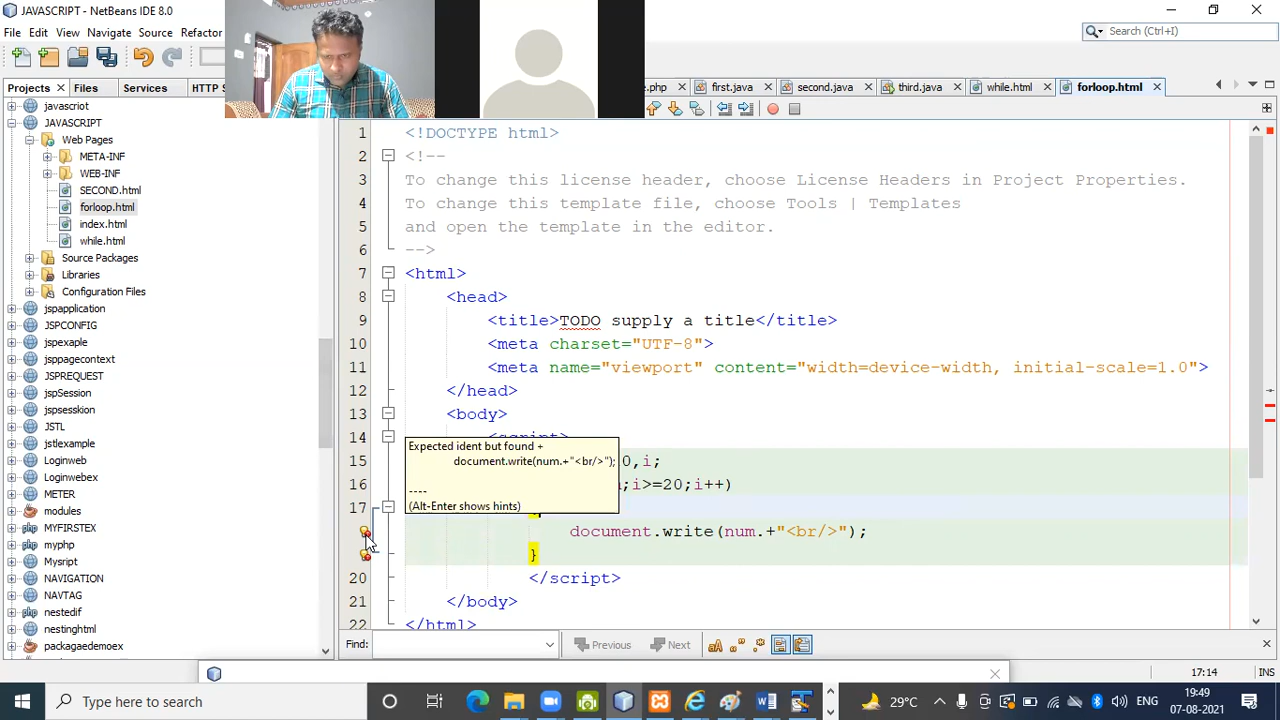 JAVASCRIPT - NetBeans IDE 8.0
File Edit View Navigate Source Refactor
Search (Ctrl+I)
Projects Files Services HTTP S
.php first.java second.java third.java while.html forloop.html
javascriot
JAVASCRIPT
Web Pages
META-INF
WEB-INF
SECOND.html
forloop.html
index.html
while.html
Source Packages
Libraries
Configuration Files
jspapplication
JSPCONFIG
jspexaple
jsppagecontext
JSPREQUEST
jspSession
jspsesskion
JSTL
jstlexample
Loginweb
Loginwebex
METER
modules
MYFIRSTEX
myphp
Mysript
NAVIGATION
NAVTAG
nestedif
nestinghtml
packagaedemoex
1 <!DOCTYPE html>
2 <!--
3 To change this license header, choose License Headers in Project Properties.
4 To change this template file, choose Tools | Templates
5 and open the template in the editor.
6 -->
7 <html>
8 <head>
9 <title>TODO supply a title</title>
10 <meta charset="UTF-8">
11 <meta name="viewport" content="width=device-width, initial-scale=1.0">
12 </head>
13 <body>
14 <script>
15 0,i;
16 ;i>=20;i++)
17
document.write(num.+"<br/>");
}
20 </script>
21 </body>
22 </html>
Expected ident but found +
document.write(num.+"<br/>");
----
(Alt-Enter shows hints)
Find: Previous Next
17:14 INS
Type here to search
29°C ENG 19:49
07-08-2021